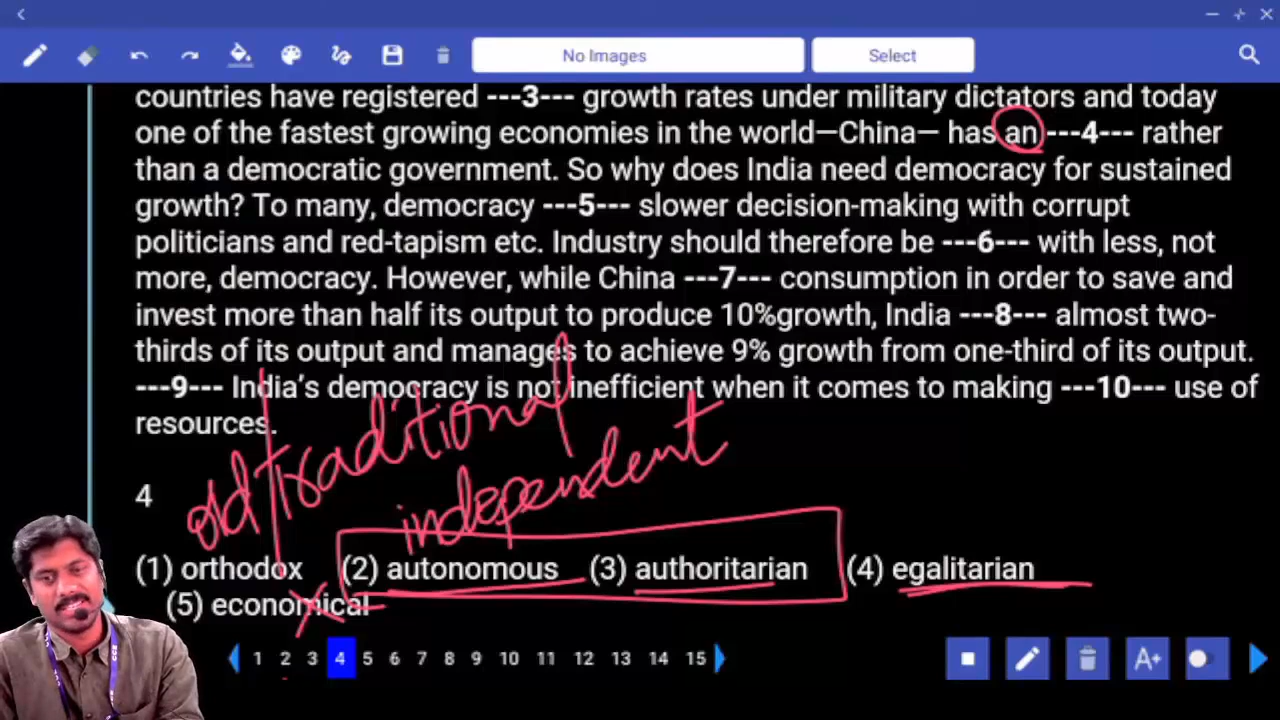 No Images
Select
countries have registered ---3--- growth rates under military dictators and today
one of the fastest growing economies in the world—China— has an ---4--- rather
than a democratic government. So why does India need democracy for sustained
growth? To many, democracy ---5--- slower decision-making with corrupt
politicians and red-tapism etc. Industry should therefore be ---6--- with less, not
more, democracy. However, while China ---7--- consumption in order to save and
invest more than half its output to produce 10%growth, India ---8--- almost two-
thirds of its output and manages to achieve 9% growth from one-third of its output.
---9--- India's democracy is not inefficient when it comes to making ---10--- use of
resources.
old/traditional
independent
4
(1) orthodox (2) autonomous (3) authoritarian (4) egalitarian
(5) economical
1 2 3 4 5 6 7 8 9 10 11 12 13 14 15
A+